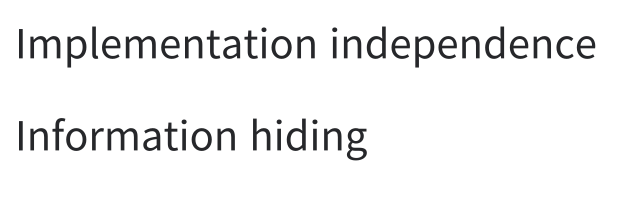 Implementation independence
Information hiding